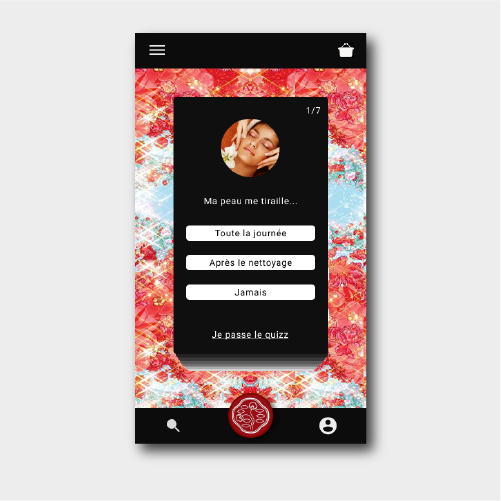 1/7
Ma peau me tiraille...
Toute la journée
Après le nettoyage
Jamais
Je passe le quizz